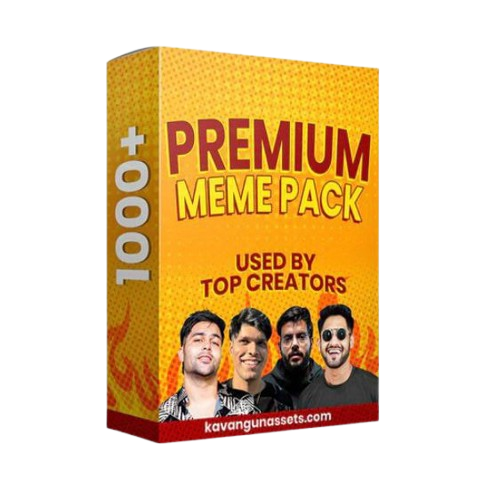 1000+
PREMIUM
MEME PACK
USED BY
TOP CREATORS
kavangunassets.com